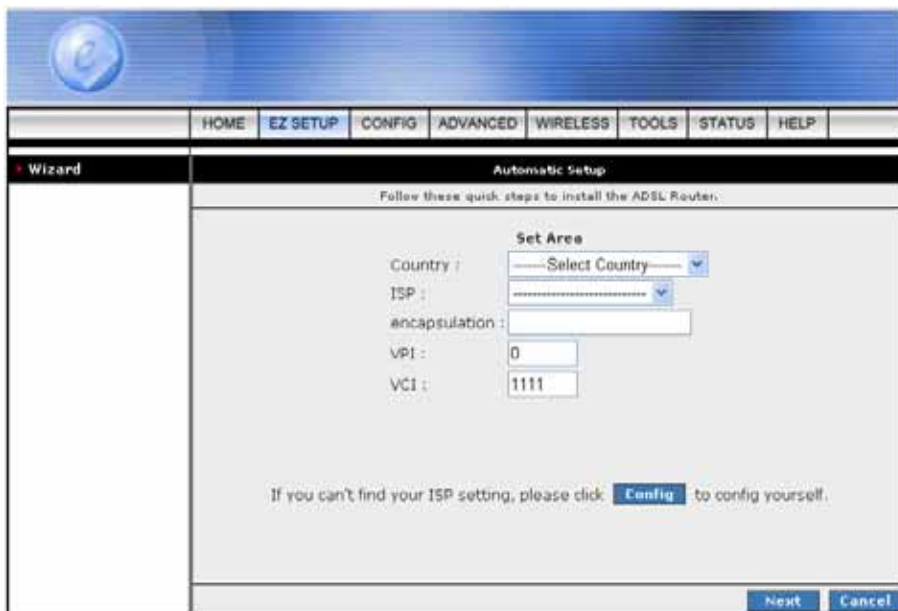 e
HOME EZ SETUP CONFIG ADVANCED WIRELESS TOOLS STATUS HELP
Wizard
Automatic Setup
Follow these quick steps to install the ADSL Router.
Set Area
Country : ------Select Country------
ISP : ----------------------------
encapsulation :
VPI : 0
VCI : 1111
If you can't find your ISP setting, please click Config to config yourself.
Next Cancel